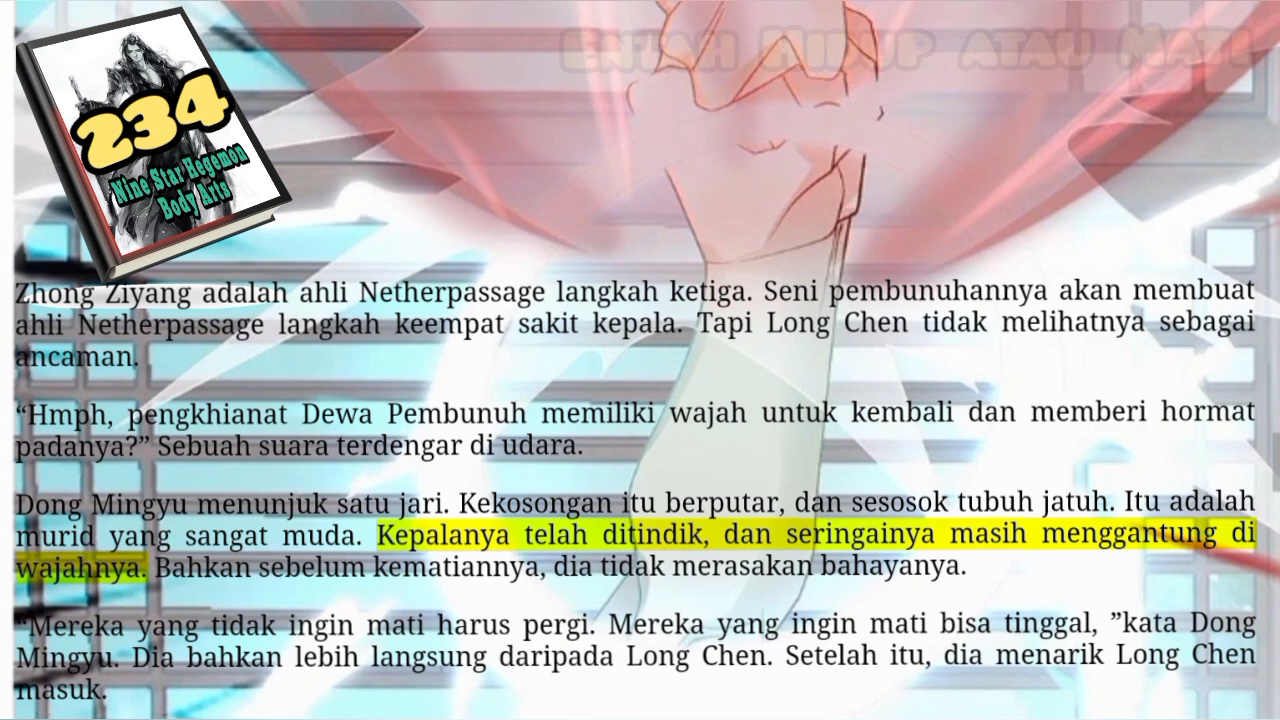 Entah Hidup atau Mati
234
Nine Star Hegemon
Body Arts
Zhong Ziyang adalah ahli Netherpassage langkah ketiga. Seni pembunuhannya akan membuat
ahli Netherpassage langkah keempat sakit kepala. Tapi Long Chen tidak melihatnya sebagai
ancaman.
“Hmph, pengkhianat Dewa Pembunuh memiliki wajah untuk kembali dan memberi hormat
padanya?” Sebuah suara terdengar di udara.
Dong Mingyu menunjuk satu jari. Kekosongan itu berputar, dan sesosok tubuh jatuh. Itu adalah
murid yang sangat muda. Kepalanya telah ditindik, dan seringainya masih menggantung di
wajahnya. Bahkan sebelum kematiannya, dia tidak merasakan bahayanya.
“Mereka yang tidak ingin mati harus pergi. Mereka yang ingin mati bisa tinggal, ”kata Dong
Mingyu. Dia bahkan lebih langsung daripada Long Chen. Setelah itu, dia menarik Long Chen
masuk.